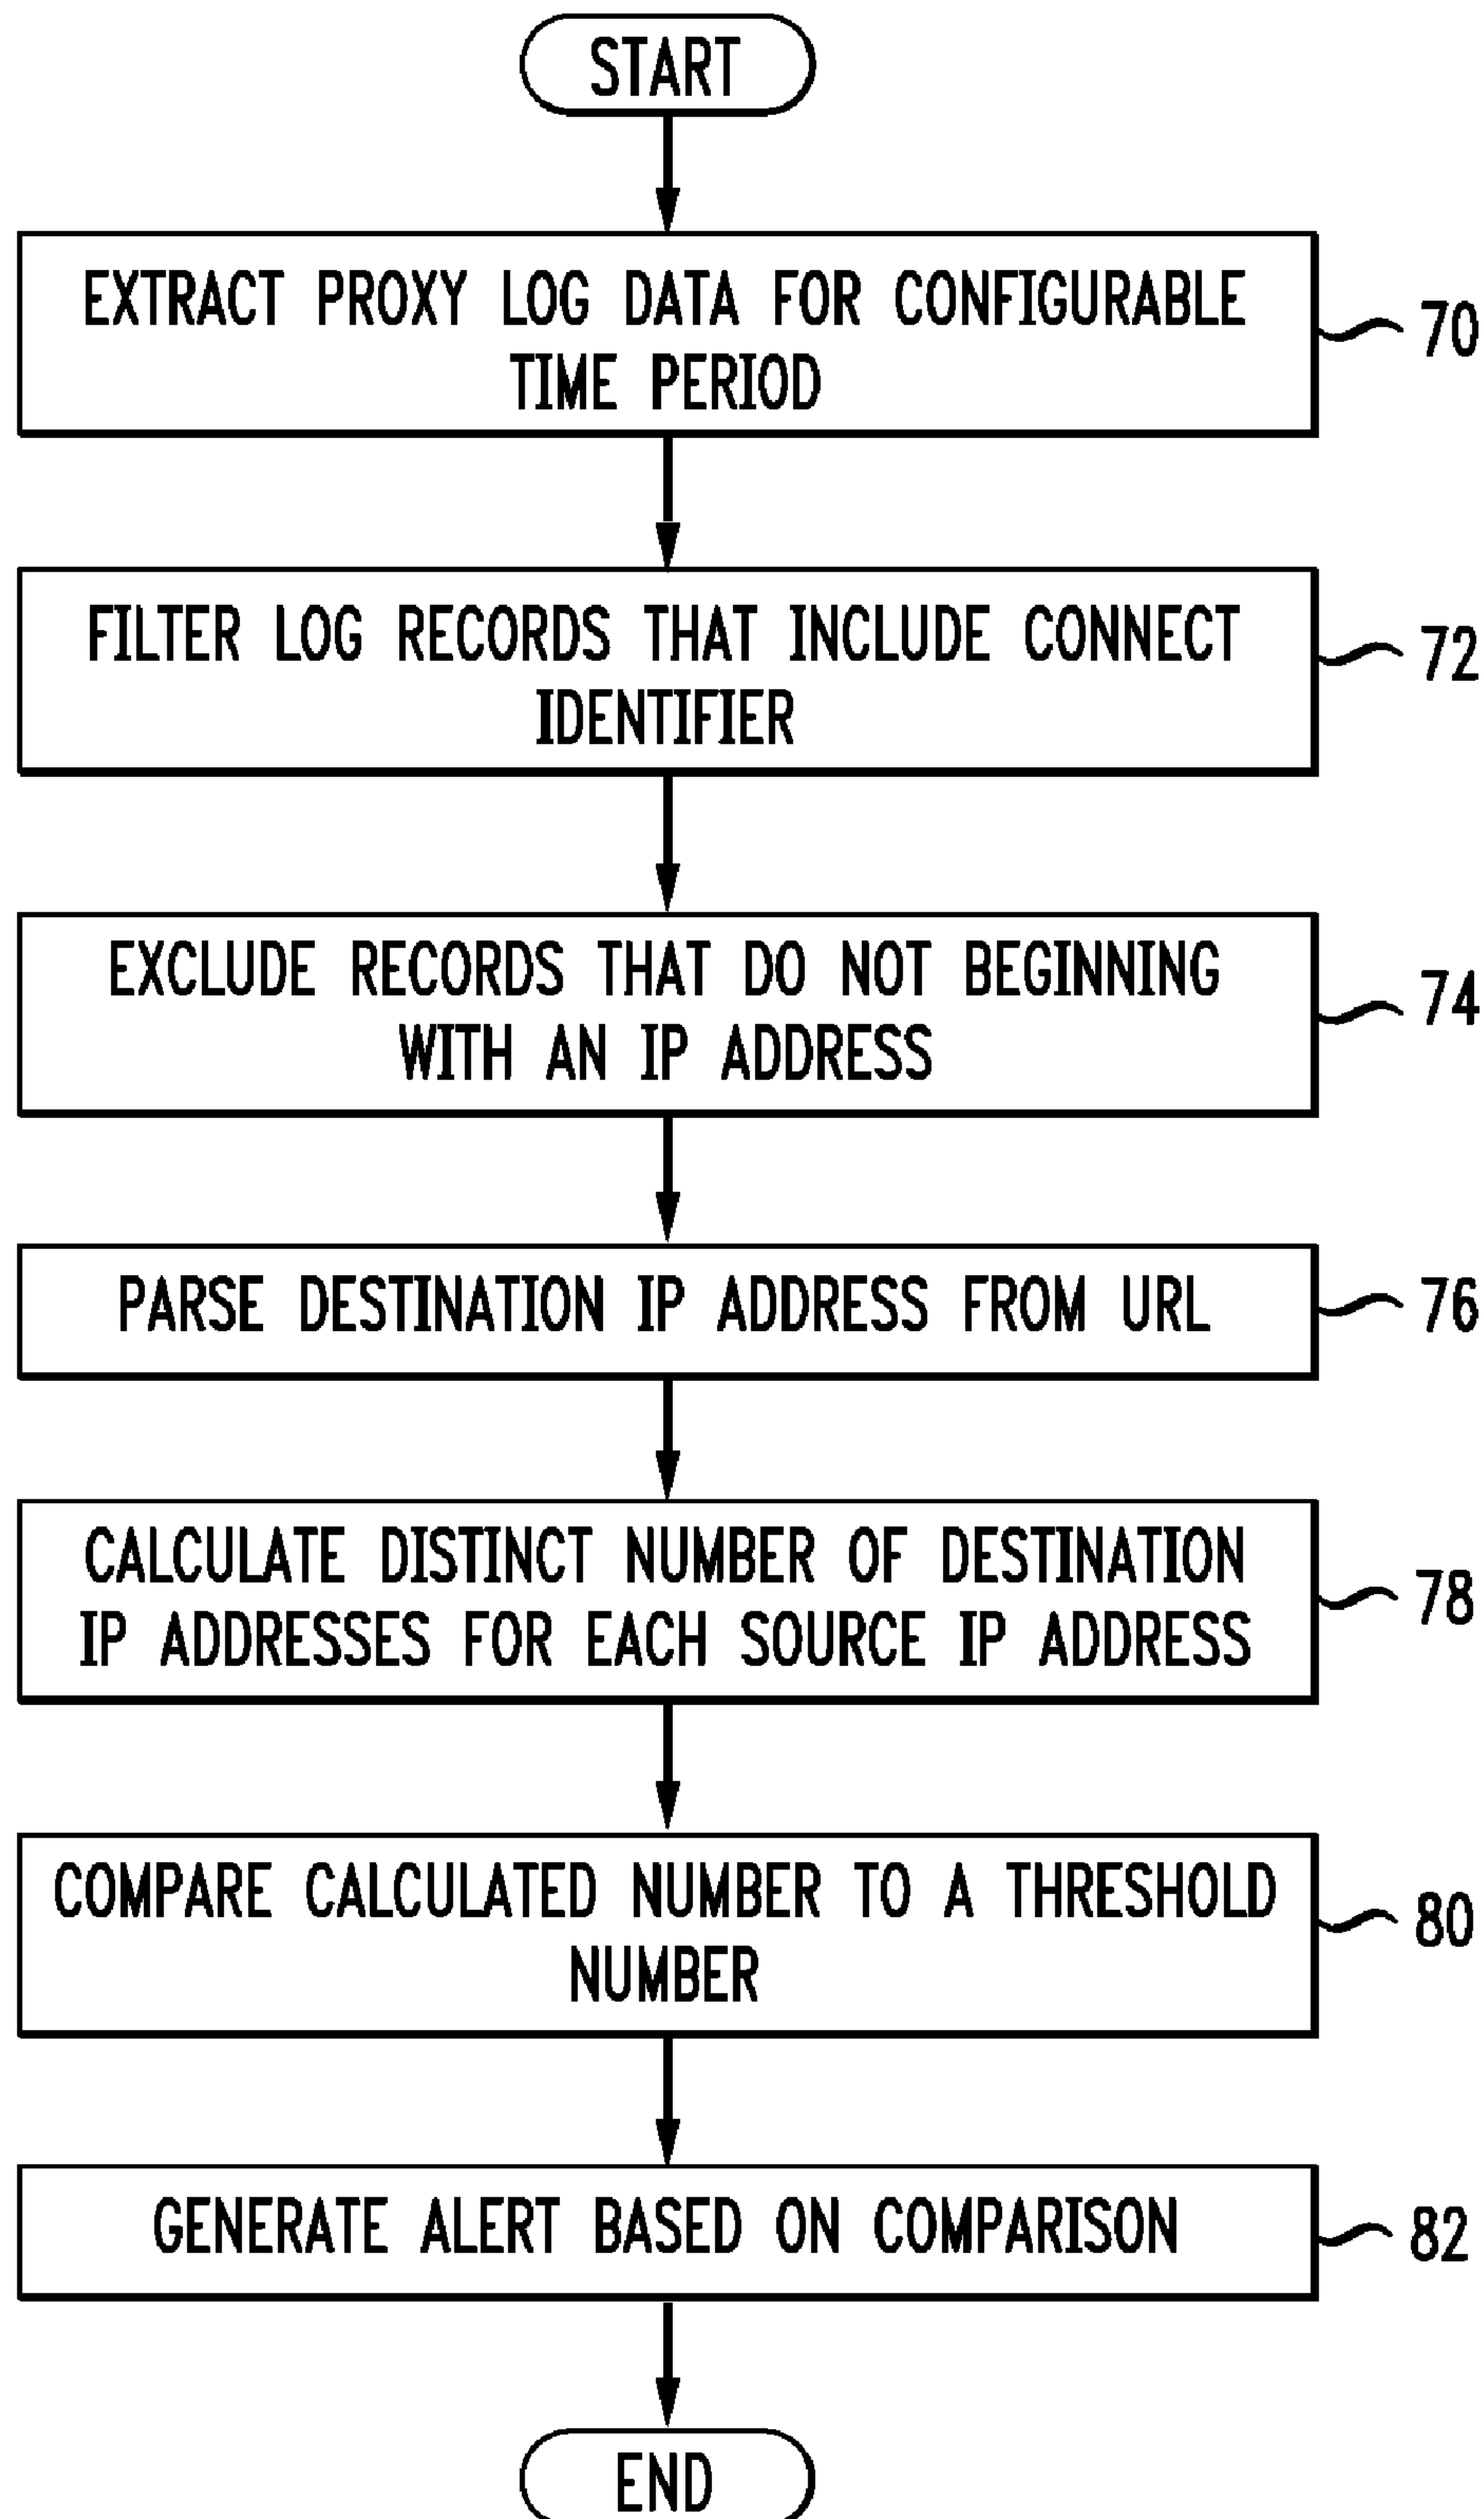 START
EXTRACT PROXY LOG DATA FOR CONFIGURABLE
TIME PERIOD
70
FILTER LOG RECORDS THAT INCLUDE CONNECT
IDENTIFIER
72
EXCLUDE RECORDS THAT DO NOT BEGINNING
WITH AN IP ADDRESS
74
PARSE DESTINATION IP ADDRESS FROM URL
76
CALCULATE DISTINCT NUMBER OF DESTINATION
IP ADDRESSES FOR EACH SOURCE IP ADDRESS
78
COMPARE CALCULATED NUMBER TO A THRESHOLD
NUMBER
80
GENERATE ALERT BASED ON COMPARISON
82
END